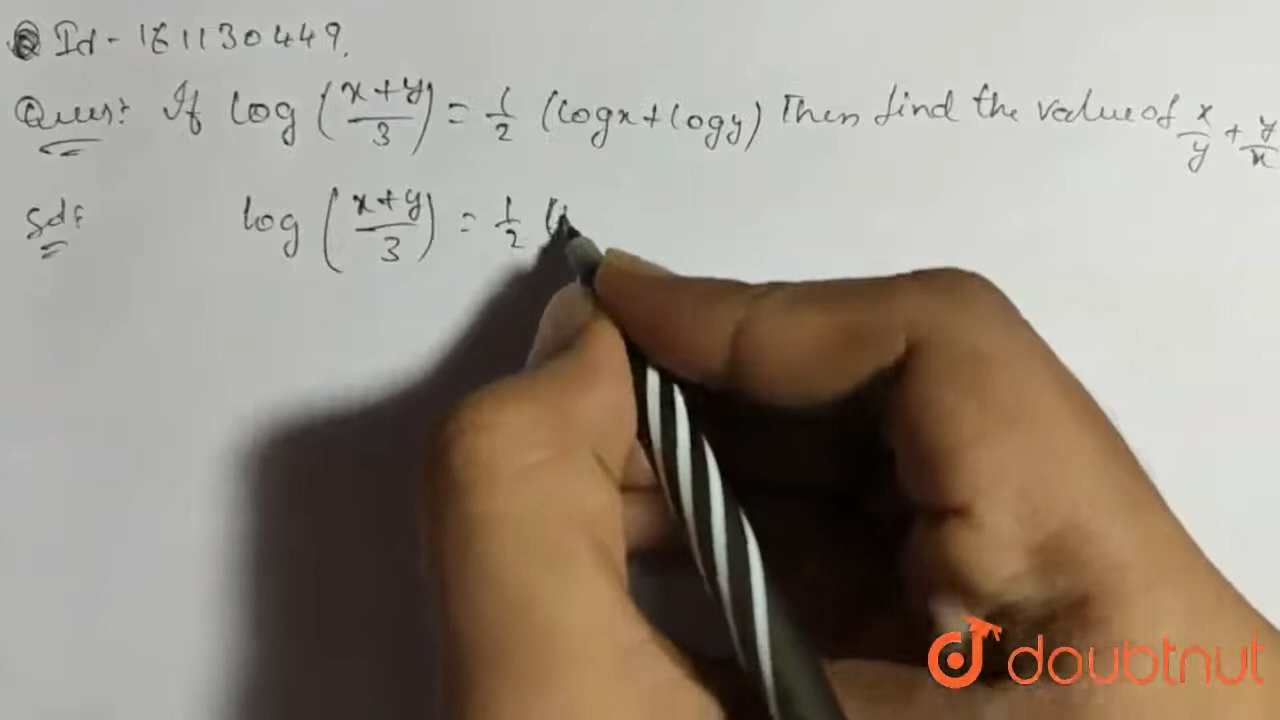 Id - 161130449.
Ques: If log (x+y/3) = 1/2 (logx+logy) Then find the value of x/y + y/x
Sol: log (x+y/3) = 1/2 (
doubtnut